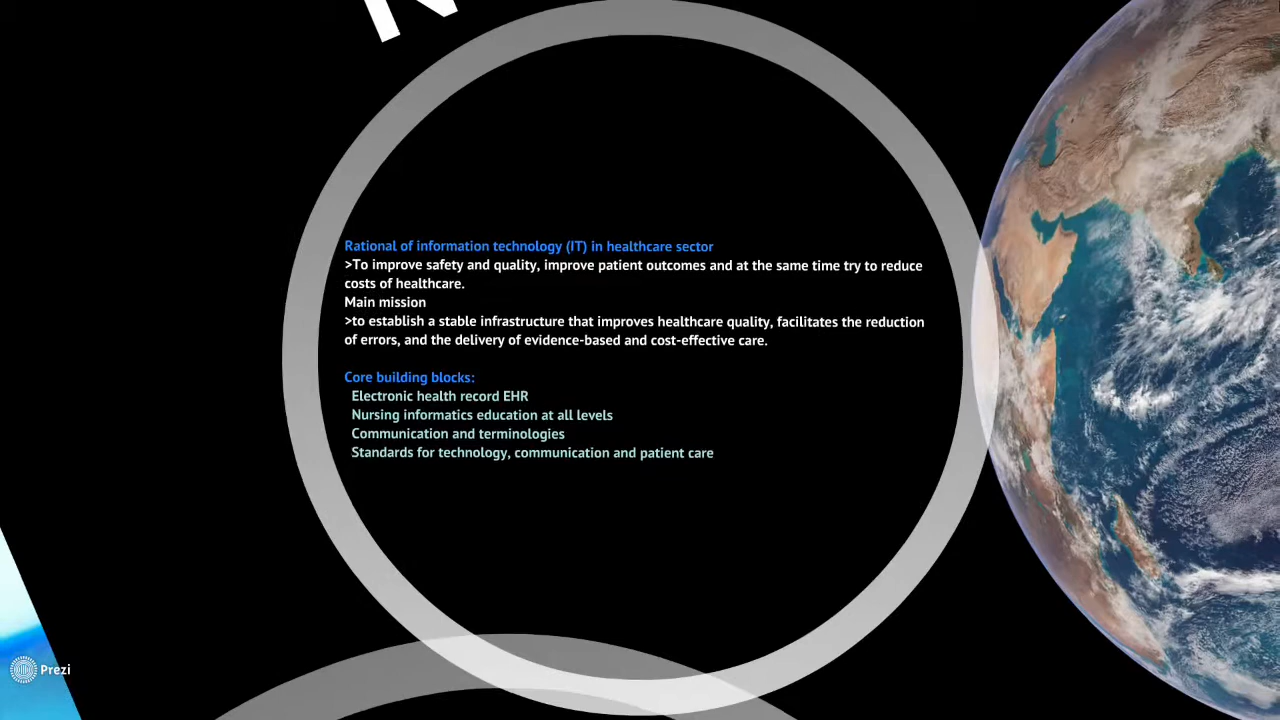 Rational of information technology (IT) in healthcare sector
>To improve safety and quality, improve patient outcomes and at the same time try to reduce
costs of healthcare.
Main mission
>to establish a stable infrastructure that improves healthcare quality, facilitates the reduction
of errors, and the delivery of evidence-based and cost-effective care.
Core building blocks:
Electronic health record EHR
Nursing informatics education at all levels
Communication and terminologies
Standards for technology, communication and patient care
Prezi